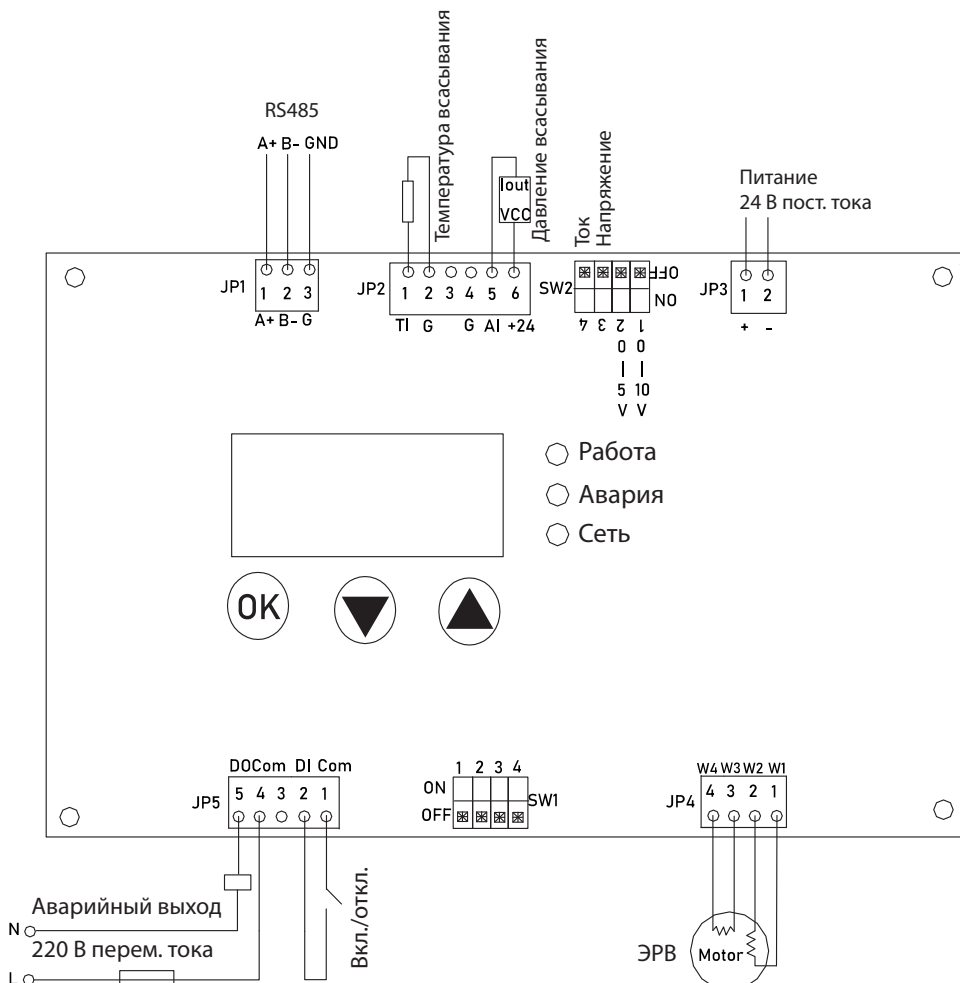 RS485
A+ B- GND
Температура всасывания
Iout
VCC
Давление всасывания
Ток
Напряжение
Питание
24 В пост. тока
JP1
1 2 3
A+ B- G
JP2
1 2 3 4 5 6
TI G G AI +24
SW2
OFF
ON
4 3 2 1
0 0
5 10
V V
JP3
1 2
+ -
Работа
Авария
Сеть
OK
DOCom DI Com
JP5
5 4 3 2 1
1 2 3 4
ON
OFF
SW1
W4 W3 W2 W1
JP4
4 3 2 1
Аварийный выход
N
220 В перем. тока
L
Вкл./откл.
ЭРВ
Motor